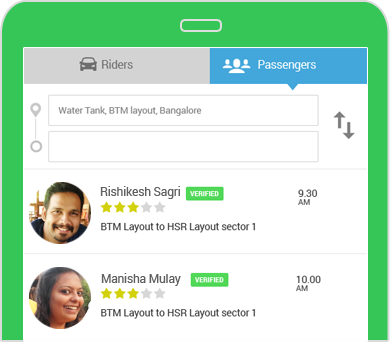 Riders
Passengers
Water Tank, BTM layout, Bangalore
Rishikesh Sagri VERIFIED 9.30
AM
BTM Layout to HSR Layout sector 1
Manisha Mulay VERIFIED 10.00
AM
BTM Layout to HSR Layout sector 1